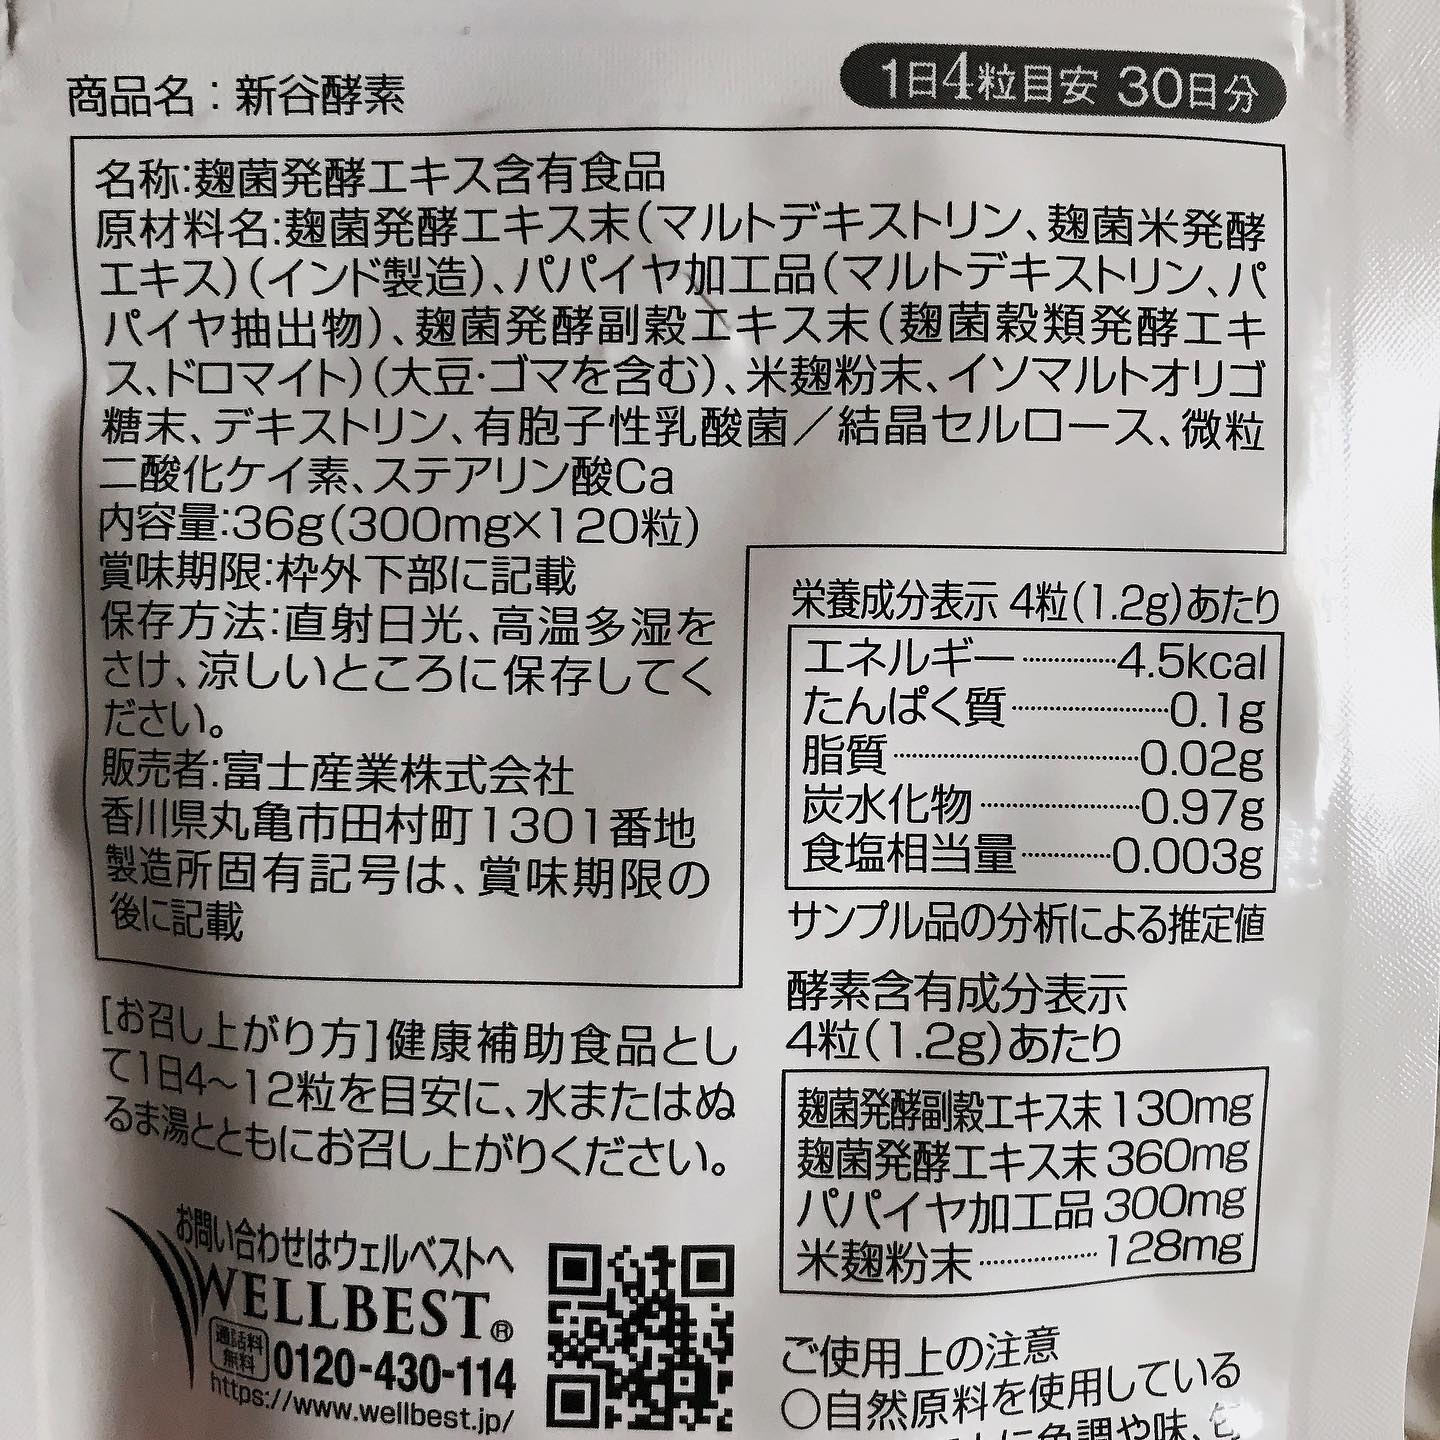 商品名：新谷酵素
1日4粒目安 30日分
名称:麹菌発酵エキス含有食品
原材料名:麹菌発酵エキス末(マルトデキストリン、麹菌米発酵
エキス)(インド製造)、パパイヤ加工品(マルトデキストリン、パ
パイヤ抽出物)、麹菌発酵副穀エキス末(麹菌穀類発酵エキ
ス、ドロマイト)(大豆・ゴマを含む)、米麹粉末、イソマルトオリゴ
糖末、デキストリン、有胞子性乳酸菌／結晶セルロース、微粒
二酸化ケイ素、ステアリン酸Ca
内容量:36g(300mg×120粒)
賞味期限:枠外下部に記載
保存方法:直射日光、高温多湿を
さけ、涼しいところに保存してく
ださい。
販売者:富士産業株式会社
香川県丸亀市田村町1301番地
製造所固有記号は、賞味期限の
後に記載
栄養成分表示 4粒(1.2g)あたり
エネルギー……………4.5kcal
たんぱく質……………0.1g
脂質……………0.02g
炭水化物……………0.97g
食塩相当量…………0.003g
サンプル品の分析による推定値
酵素含有成分表示
4粒(1.2g)あたり
麹菌発酵副穀エキス末 130mg
麹菌発酵エキス末 360mg
パパイヤ加工品 300mg
米麹粉末…………128mg
[お召し上がり方]健康補助食品とし
て1日4〜12粒を目安に、水またはぬ
るま湯とともにお召し上がりください。
お問い合わせはウェルベストへ
WELLBEST®
通話料
無料
0120-430-114
https://www.wellbest.jp/
ご使用上の注意
○自然原料を使用している
に色調や味、